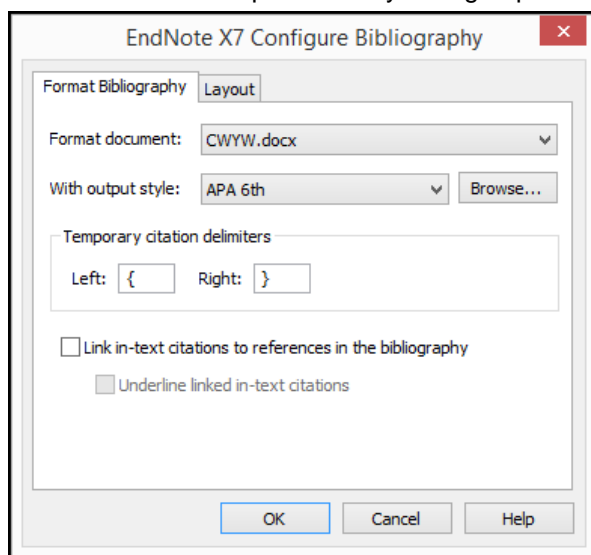 EndNote X7 Configure Bibliography
Format Bibliography Layout
Format document: CWYW.docx
With output style: APA 6th Browse...
Temporary citation delimiters
Left: { Right: }
Link in-text citations to references in the bibliography
Underline linked in-text citations
OK Cancel Help